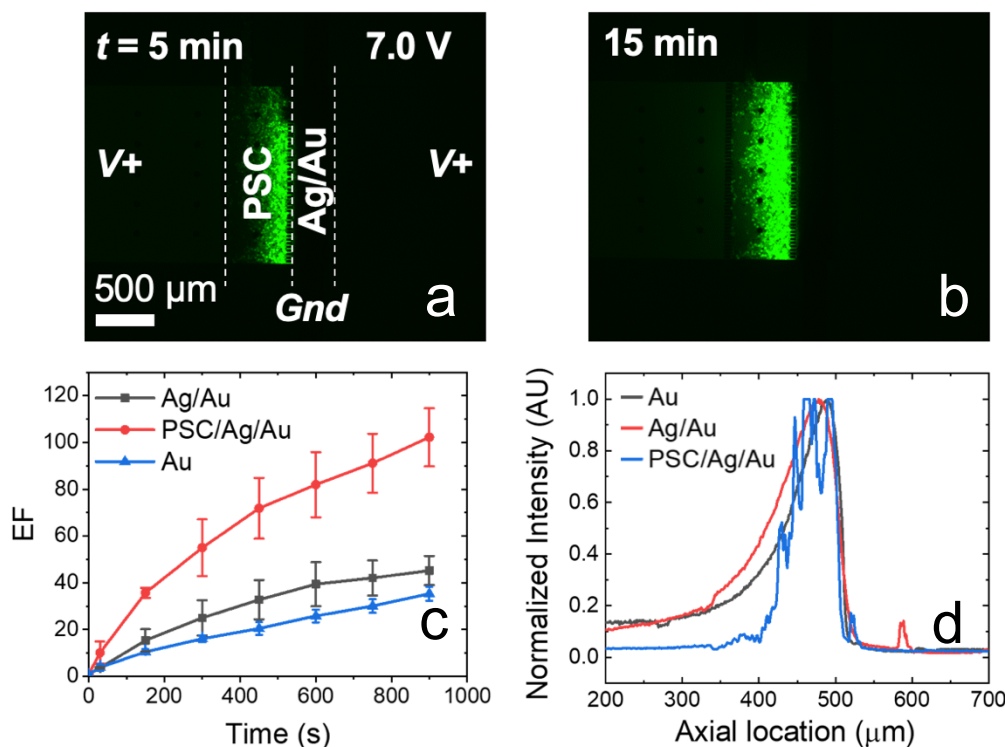 t = 5 min
7.0 V
V+
PSC
Ag/Au
V+
500 µm
Gnd
a
15 min
b
EF
120
100
80
60
40
20
0
Ag/Au
PSC/Ag/Au
Au
c
0 200 400 600 800 1000
Time (s)
Normalized Intensity (AU)
1.0
0.8
0.6
0.4
0.2
0.0
Au
Ag/Au
PSC/Ag/Au
d
200 300 400 500 600 700
Axial location (μm)